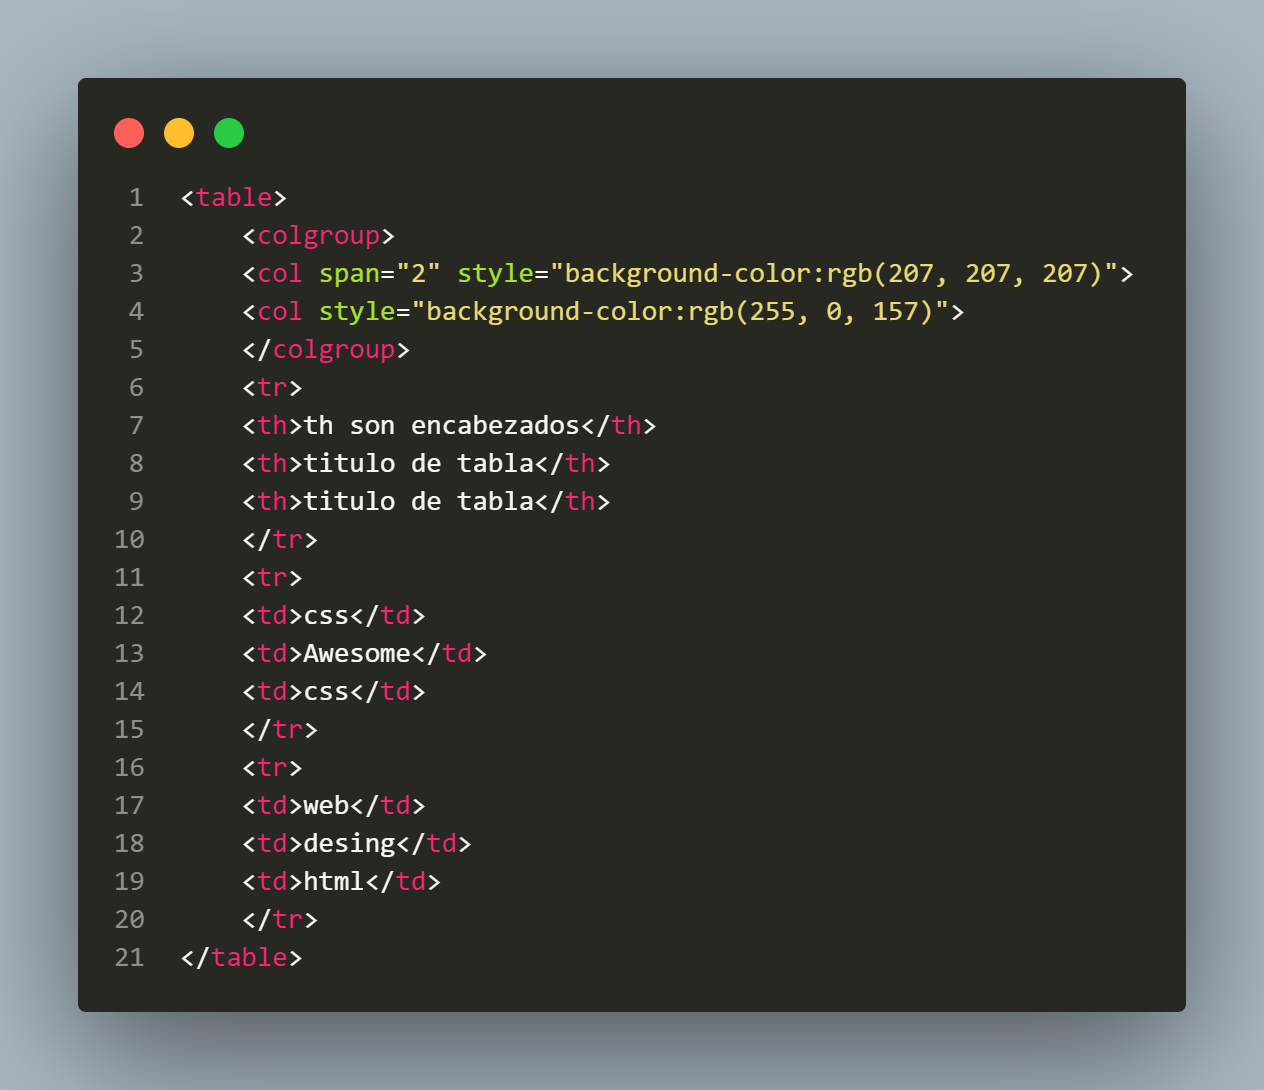 1 <table>
2 <colgroup>
3 <col span="2" style="background-color:rgb(207, 207, 207)">
4 <col style="background-color:rgb(255, 0, 157)">
5 </colgroup>
6 <tr>
7 <th>th son encabezados</th>
8 <th>titulo de tabla</th>
9 <th>titulo de tabla</th>
10 </tr>
11 <tr>
12 <td>css</td>
13 <td>Awesome</td>
14 <td>css</td>
15 </tr>
16 <tr>
17 <td>web</td>
18 <td>desing</td>
19 <td>html</td>
20 </tr>
21 </table>